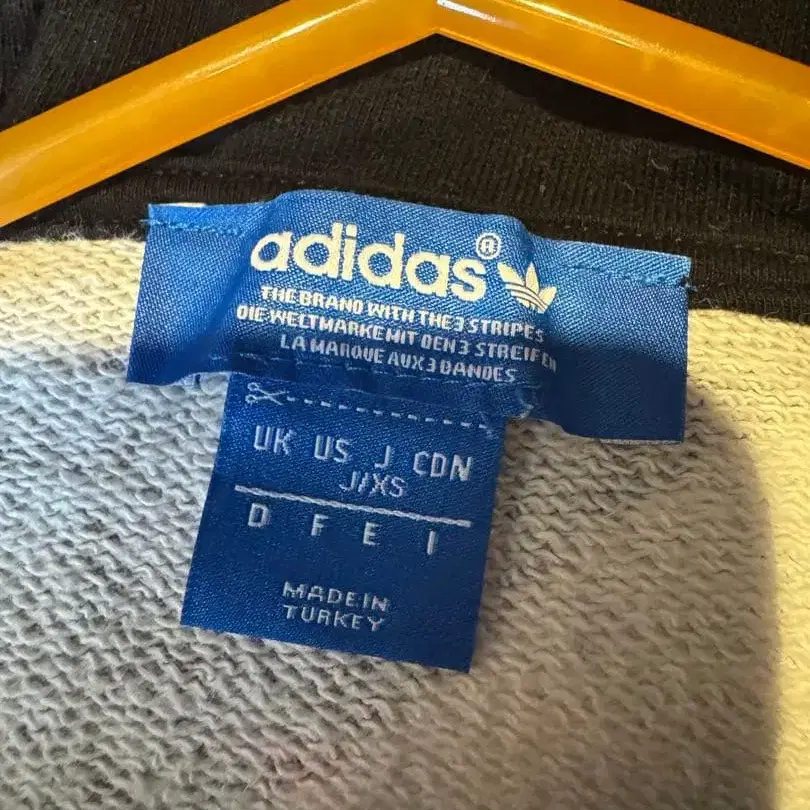 adidas®
THE BRAND WITH THE 3 STRIPES
DIE WELTMARKE MIT DEN 3 STREIFEN
LA MARQUE AUX 3 BANDES
UK US J CDN
J/XS
D F E I
MADE IN
TURKEY